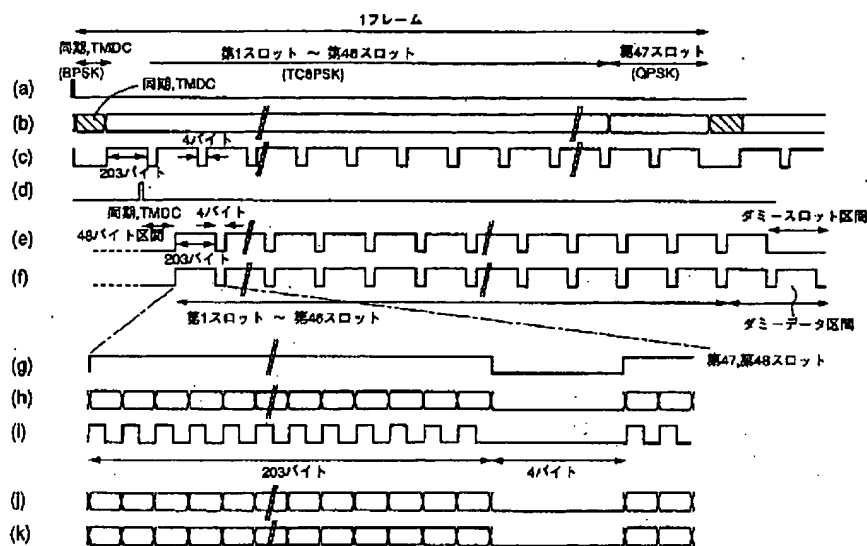 1フレーム
同期,TMDC
(BPSK)
第1スロット ～ 第46スロット
(TC8PSK)
第47スロット
(QPSK)
(a)
同期,TMDC
(b)
4バイト
(c)
203バイト
(d)
同期,TMDC
4バイト
ダミースロット区間
(e)
48バイト区間
203バイト
(f)
第1スロット ～ 第46スロット
ダミーデータ区間
第47,第48スロット
(g)
(h)
(i)
203バイト
4バイト
(j)
(k)